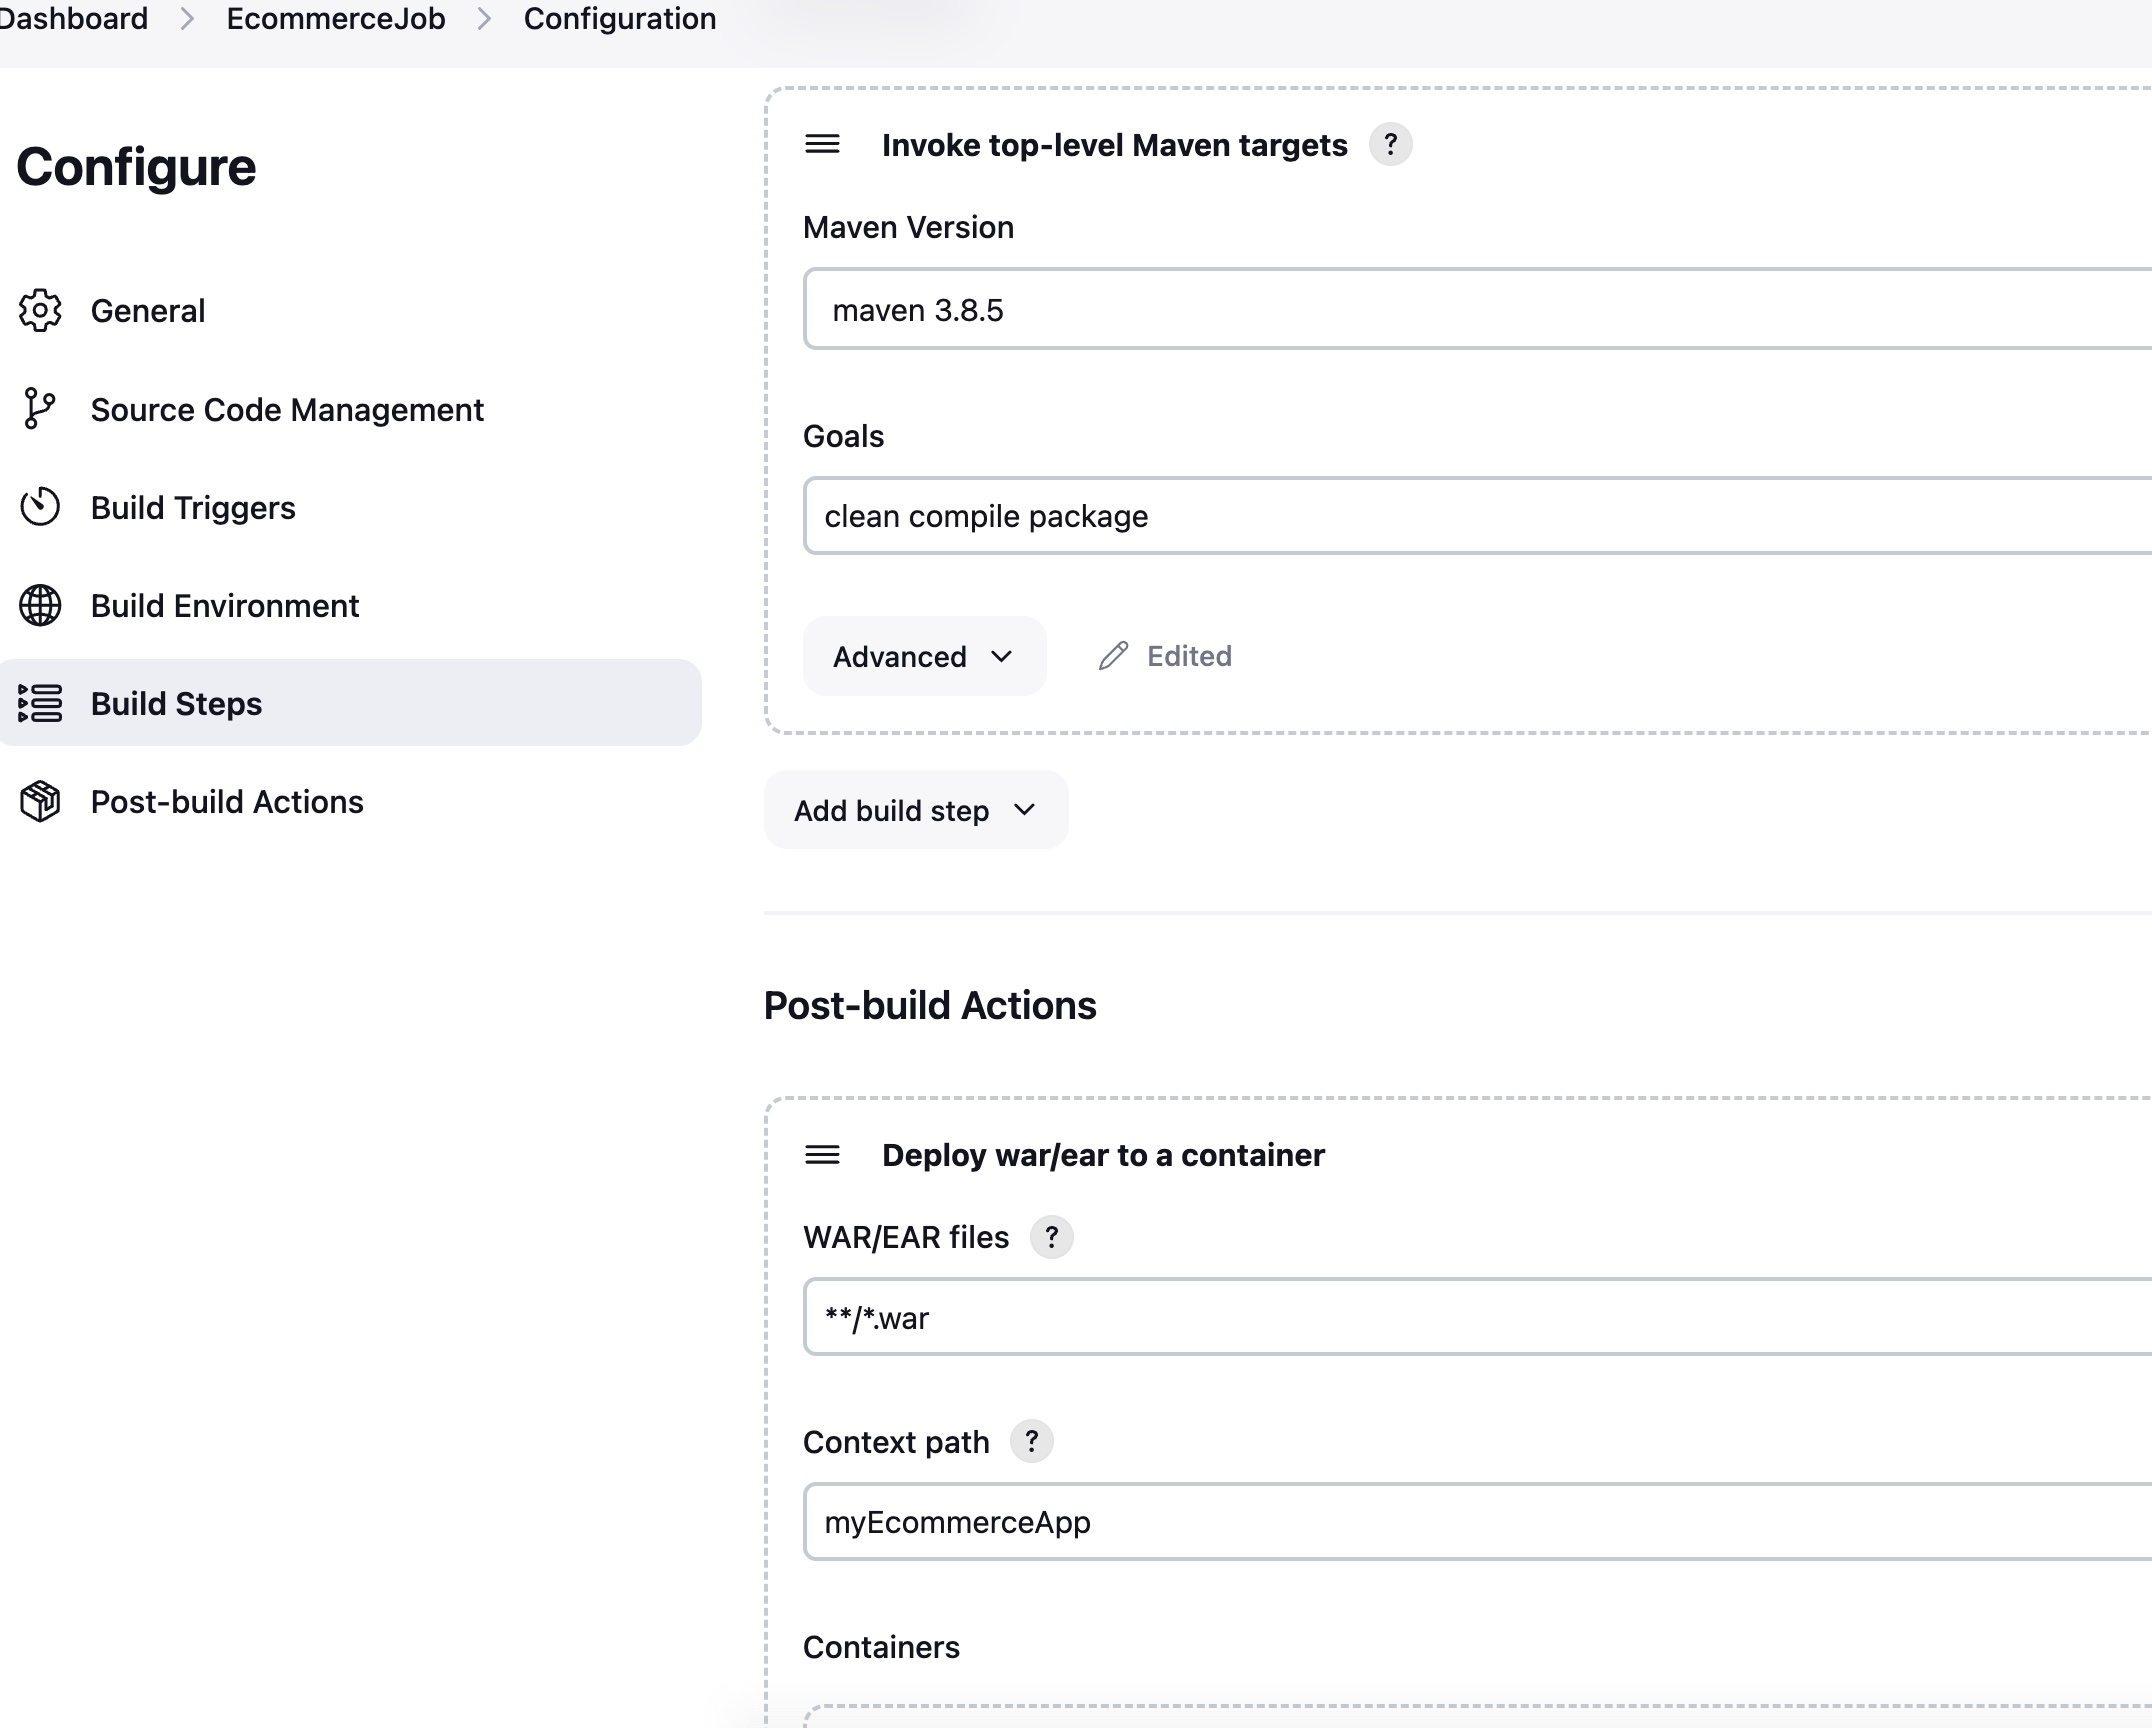 Dashboard > EcommerceJob > Configuration
Configure
General
Source Code Management
Build Triggers
Build Environment
Build Steps
Post-build Actions
Invoke top-level Maven targets ?
Maven Version
maven 3.8.5
Goals
clean compile package
Advanced
Edited
Add build step
Post-build Actions
Deploy war/ear to a container
WAR/EAR files ?
**/*.war
Context path ?
myEcommerceApp
Containers